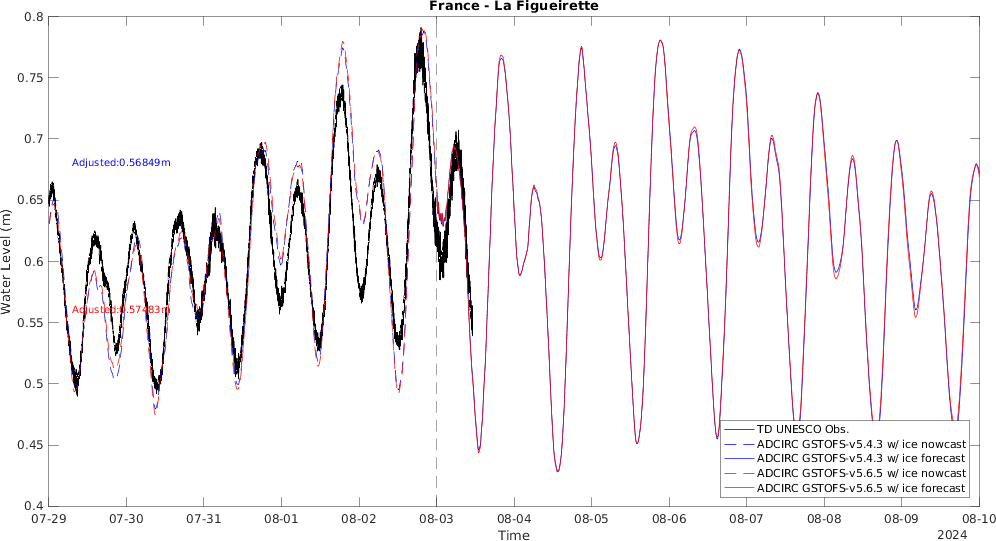 France - La Figueirette
0.8
0.75
0.7
0.65
0.6
0.55
0.5
0.45
0.4
Water Level (m)
Adjusted:0.56849m
Adjusted:0.57483m
TD UNESCO Obs.
ADCIRC GSTOFS-v5.4.3 w/ ice nowcast
ADCIRC GSTOFS-v5.4.3 w/ ice forecast
ADCIRC GSTOFS-v5.6.5 w/ ice nowcast
ADCIRC GSTOFS-v5.6.5 w/ ice forecast
07-29 07-30 07-31 08-01 08-02 08-03 08-04 08-05 08-06 08-07 08-08 08-09 08-10
Time
2024